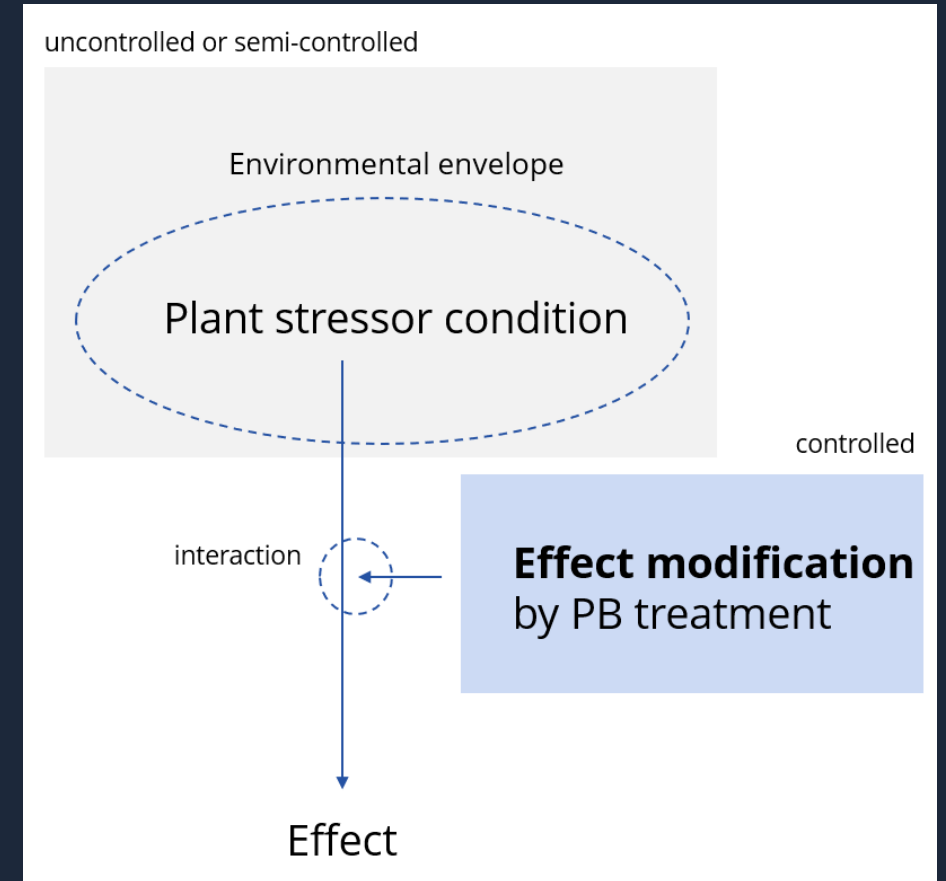 uncontrolled or semi-controlled
Environmental envelope
Plant stressor condition
controlled
interaction
Effect modification
by PB treatment
Effect